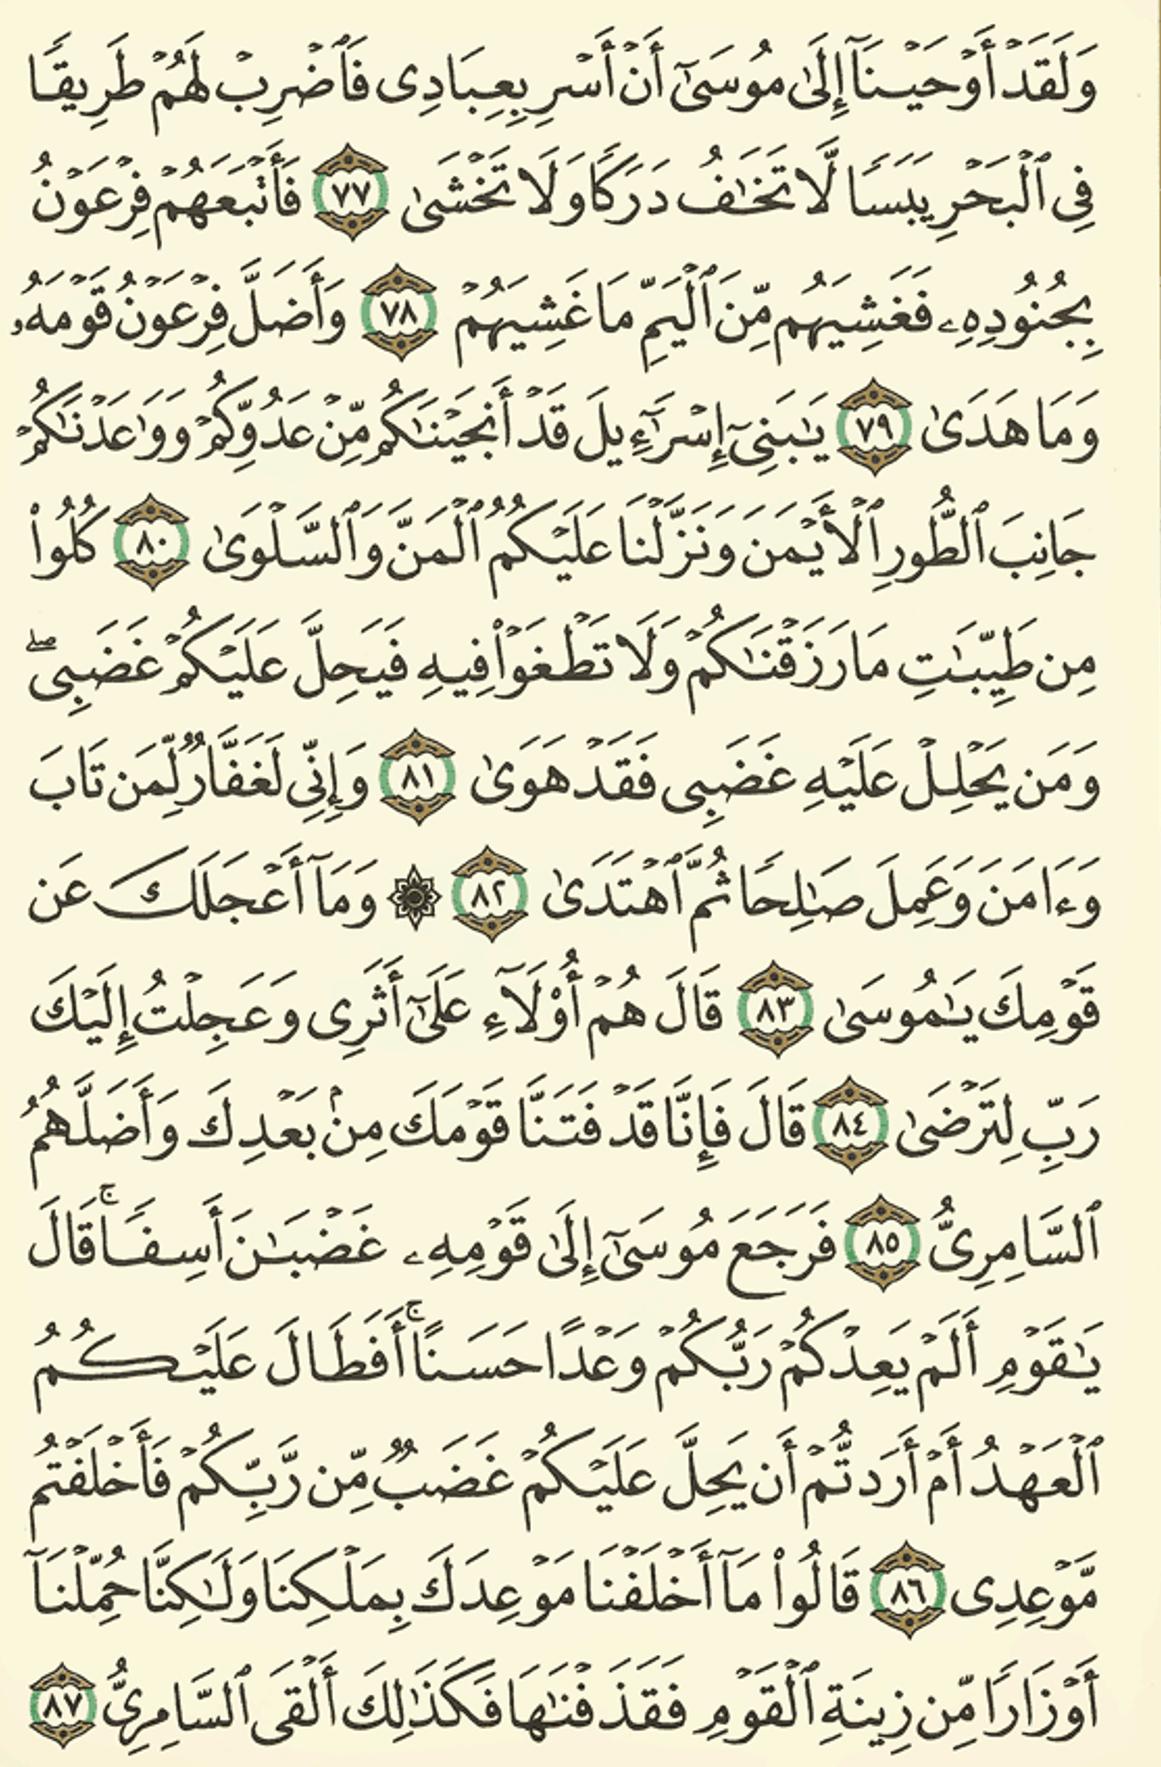 وَلَقَدْ أَوْحَيْنَآ إِلَىٰ مُوسَىٰٓ أَنْ أَسْرِ بِعِبَادِى فَٱضْرِبْ لَهُمْ طَرِيقًا
فِى ٱلْبَحْرِ يَبَسًا لَّا تَخَـٰفُ دَرَكًا وَلَا تَخْشَىٰ ٧٧ فَأَتْبَعَهُمْ فِرْعَوْنُ
بِجُنُودِهِۦ فَغَشِيَهُم مِّنَ ٱلْيَمِّ مَا غَشِيَهُمْ ٧٨ وَأَضَلَّ فِرْعَوْنُ قَوْمَهُۥ
وَمَا هَدَىٰ ٧٩ يَـٰبَنِىٓ إِسْرَٰٓءِيلَ قَدْ أَنجَيْنَـٰكُم مِّنْ عَدُوِّكُمْ وَوَٰعَدْنَـٰكُمْ
جَانِبَ ٱلطُّورِ ٱلْأَيْمَنَ وَنَزَّلْنَا عَلَيْكُمُ ٱلْمَنَّ وَٱلسَّلْوَىٰ ٨٠ كُلُوا۟
مِن طَيِّبَـٰتِ مَا رَزَقْنَـٰكُمْ وَلَا تَطْغَوْا۟ فِيهِ فَيَحِلَّ عَلَيْكُمْ غَضَبِى ۖ
وَمَن يَحْلِلْ عَلَيْهِ غَضَبِى فَقَدْ هَوَىٰ ٨١ وَإِنِّى لَغَفَّارٌ لِّمَن تَابَ
وَءَامَنَ وَعَمِلَ صَـٰلِحًا ثُمَّ ٱهْتَدَىٰ ٨٢ ۞ وَمَآ أَعْجَلَكَ عَن
قَوْمِكَ يَـٰمُوسَىٰ ٨٣ قَالَ هُمْ أُو۟لَآءِ عَلَىٰٓ أَثَرِى وَعَجِلْتُ إِلَيْكَ
رَبِّ لِتَرْضَىٰ ٨٤ قَالَ فَإِنَّا قَدْ فَتَنَّا قَوْمَكَ مِنۢ بَعْدِكَ وَأَضَلَّهُمُ
ٱلسَّامِرِىُّ ٨٥ فَرَجَعَ مُوسَىٰٓ إِلَىٰ قَوْمِهِۦ غَضْبَـٰنَ أَسِفًا ۚ قَالَ
يَـٰقَوْمِ أَلَمْ يَعِدْكُمْ رَبُّكُمْ وَعْدًا حَسَنًا ۚ أَفَطَالَ عَلَيْكُمُ
ٱلْعَهْدُ أَمْ أَرَدتُّمْ أَن يَحِلَّ عَلَيْكُمْ غَضَبٌ مِّن رَّبِّكُمْ فَأَخْلَفْتُم
مَّوْعِدِى ٨٦ قَالُوا۟ مَآ أَخْلَفْنَا مَوْعِدَكَ بِمَلْكِنَا وَلَـٰكِنَّا حُمِّلْنَآ
أَوْزَارًا مِّن زِينَةِ ٱلْقَوْمِ فَقَذَفْنَـٰهَا فَكَذَٰلِكَ أَلْقَى ٱلسَّامِرِىُّ ٨٧